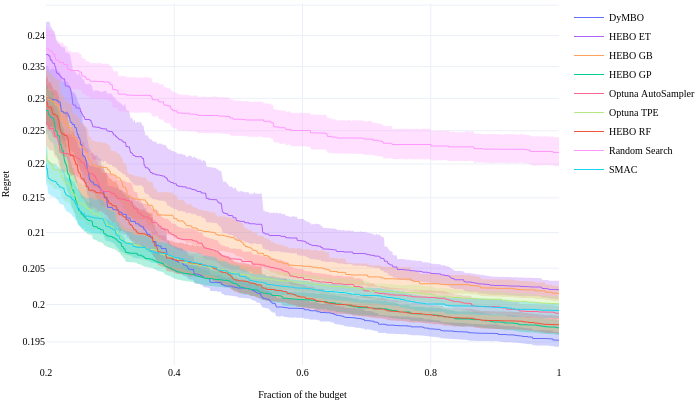 0.24
0.235
0.23
0.225
0.22
0.215
0.21
0.205
0.2
0.195
Regret
0.2 0.4 0.6 0.8 1
Fraction of the budget
DyMBO
HEBO ET
HEBO GB
HEBO GP
Optuna AutoSampler
Optuna TPE
HEBO RF
Random Search
SMAC